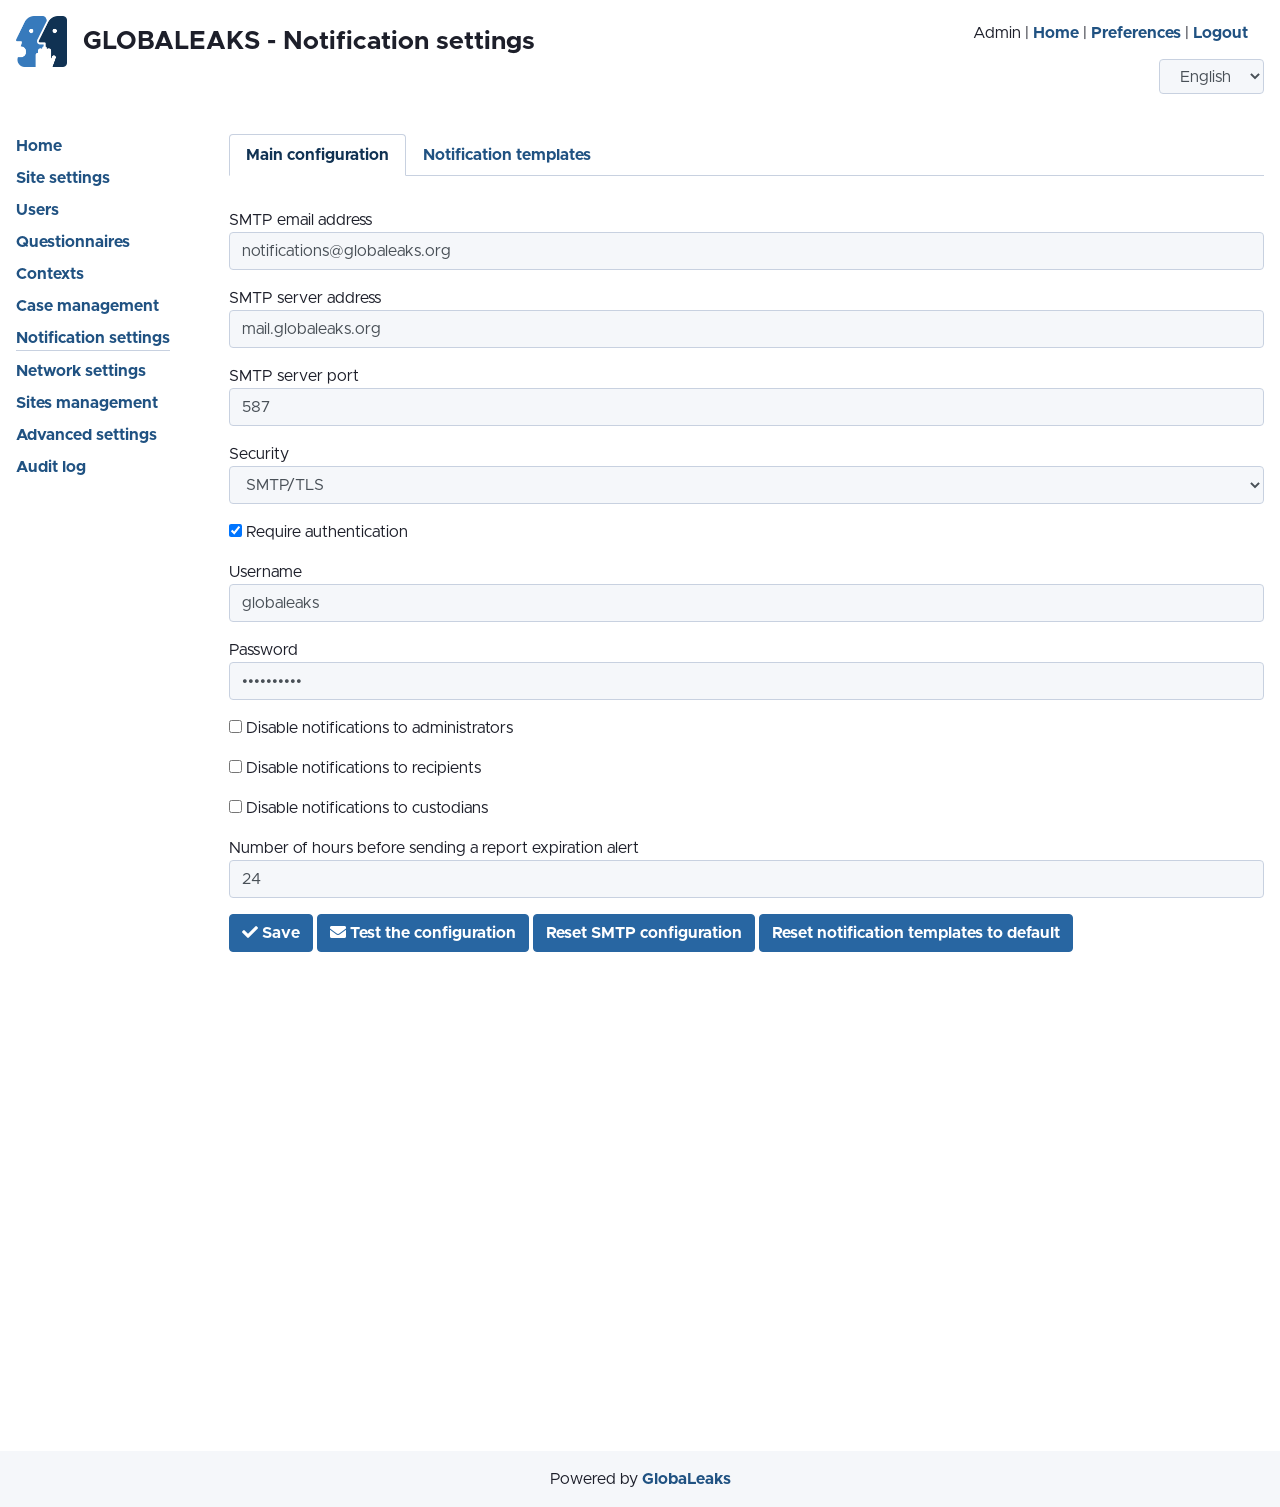 GLOBALEAKS - Notification settings
Admin | Home | Preferences | Logout
English
Home
Site settings
Users
Questionnaires
Contexts
Case management
Notification settings
Network settings
Sites management
Advanced settings
Audit log
Main configuration
Notification templates
SMTP email address
notifications@globaleaks.org
SMTP server address
mail.globaleaks.org
SMTP server port
587
Security
SMTP/TLS
Require authentication
Username
globaleaks
Password
••••••••••
Disable notifications to administrators
Disable notifications to recipients
Disable notifications to custodians
Number of hours before sending a report expiration alert
24
Save
Test the configuration
Reset SMTP configuration
Reset notification templates to default
Powered by GlobaLeaks